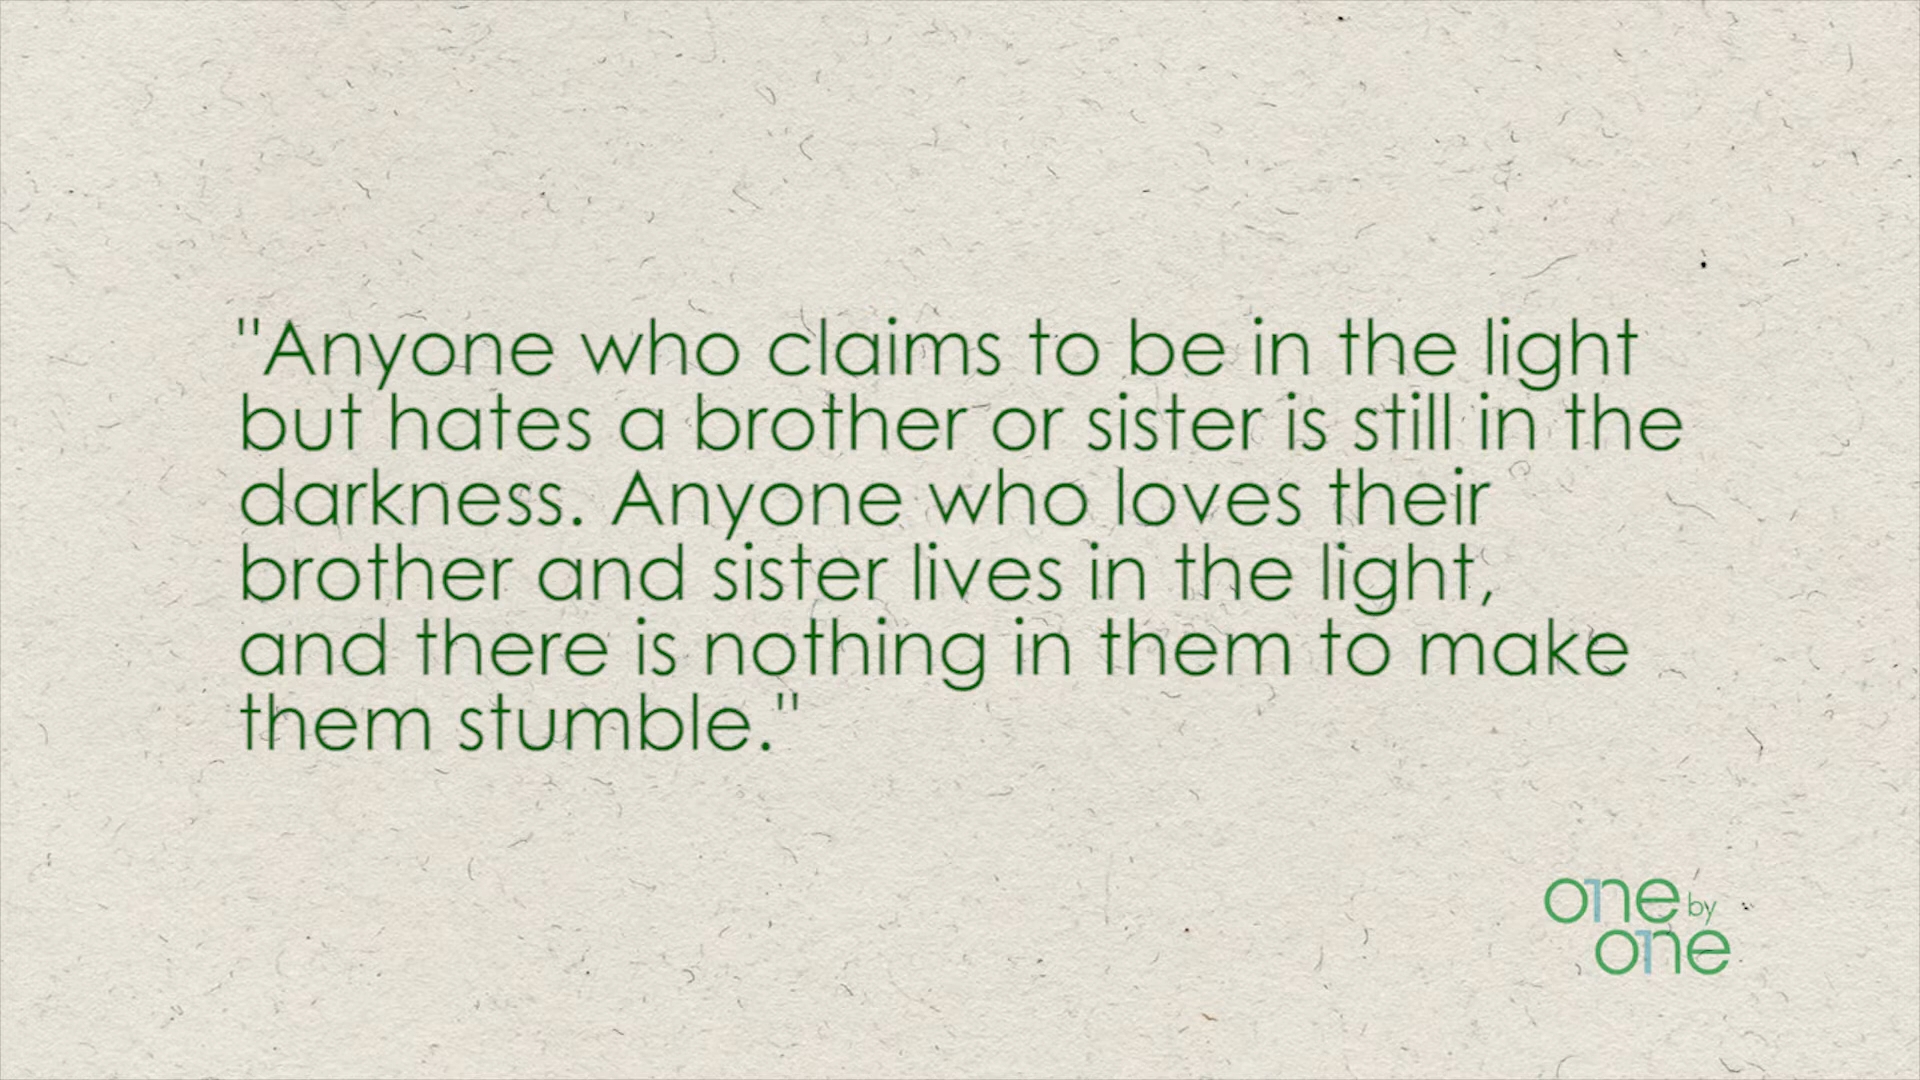 "Anyone who claims to be in the light
but hates a brother or sister is still in the
darkness. Anyone who loves their
brother and sister lives in the light,
and there is nothing in them to make
them stumble."
one by
one